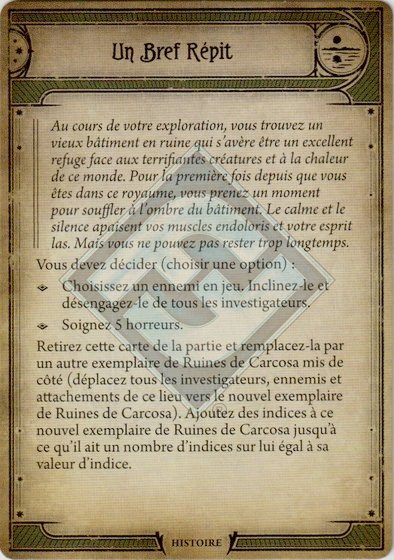 Un Bref Répit
Au cours de votre exploration, vous trouvez un
vieux bâtiment en ruine qui s'avère être un excellent
refuge face aux terrifiantes créatures et à la chaleur
de ce monde. Pour la première fois depuis que vous
êtes dans ce royaume, vous prenez un moment
pour souffler à l'ombre du bâtiment. Le calme et le
silence apaisent vos muscles endoloris et votre esprit
las. Mais vous ne pouvez pas rester trop longtemps.
Vous devez décider (choisir une option) :
Choisissez un ennemi en jeu. Inclinez-le et
désengagez-le de tous les investigateurs.
Soignez 5 horreurs.
Retirez cette carte de la partie et remplacez-la par
un autre exemplaire de Ruines de Carcosa mis de
côté (déplacez tous les investigateurs, ennemis et
attachements de ce lieu vers le nouvel exemplaire
de Ruines de Carcosa). Ajoutez des indices à ce
nouvel exemplaire de Ruines de Carcosa jusqu'à
ce qu'il ait un nombre d'indices sur lui égal à sa
valeur d'indice.
HISTOIRE